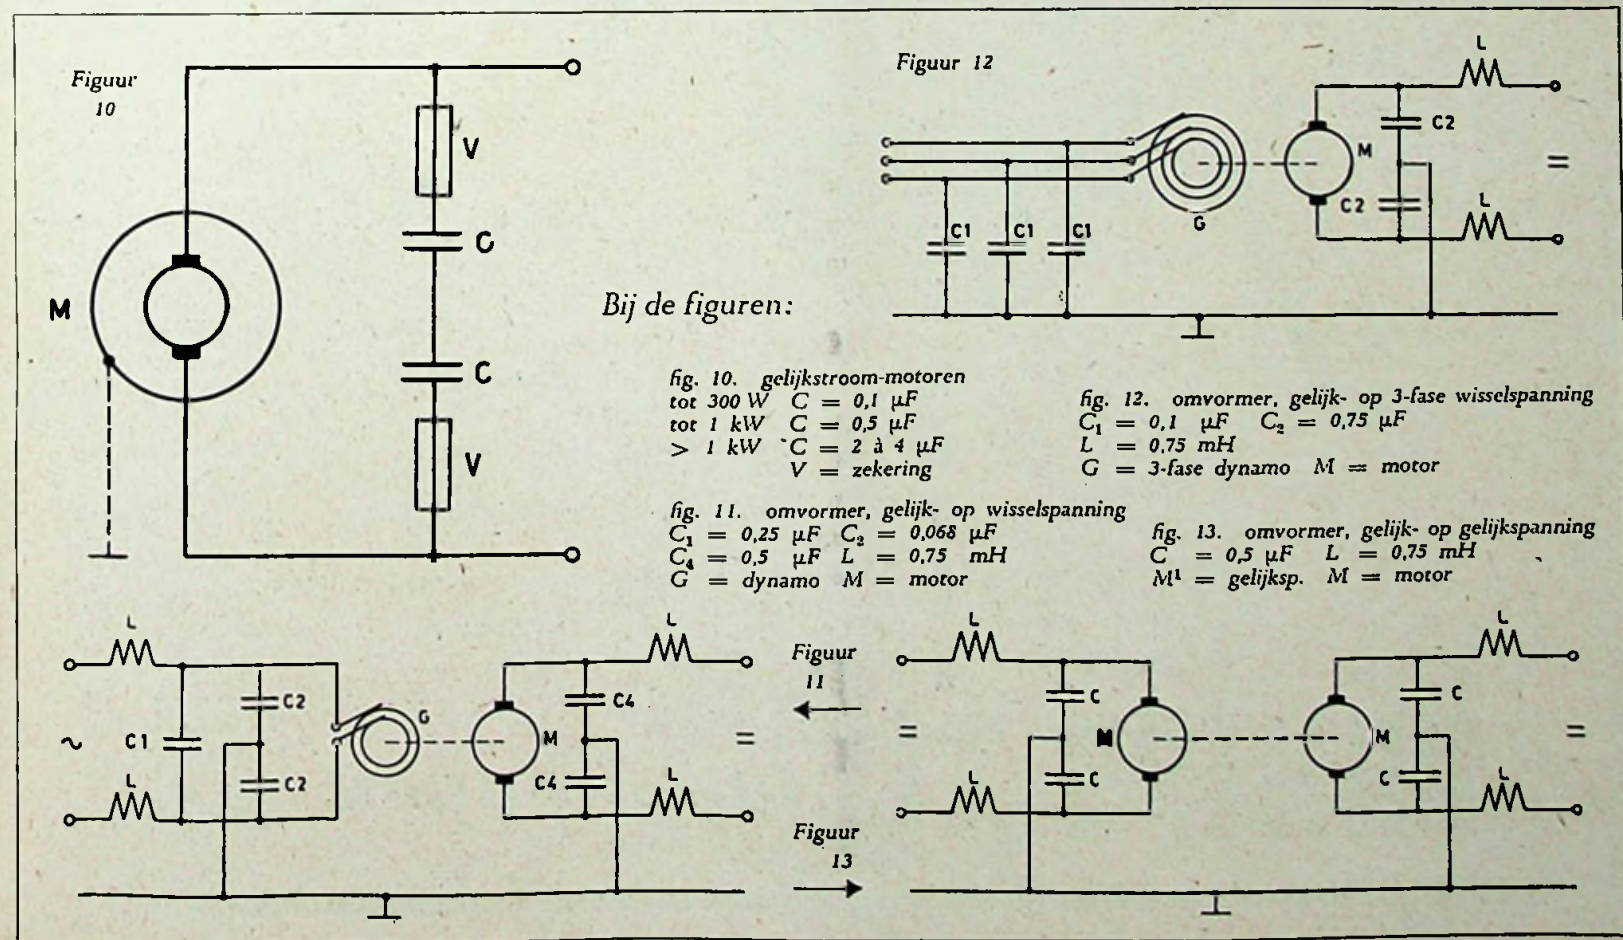 Figuur
10
V
C
C
V
M
Figuur 12
L
C2
M
C2
L
G
C1 C1 C1
=
Bij de figuren:
fig. 10. gelijkstroom-motoren
tot 300 W C = 0,1 µF
tot 1 kW C = 0,5 µF
> 1 kW C = 2 à 4 µF
V = zekering
fig. 12. omvormer, gelijk- op 3-fase wisselspanning
C₁ = 0,1 µF C₂ = 0,75 µF
L = 0,75 mH
G = 3-fase dynamo M = motor
fig. 11. omvormer, gelijk- op wisselspanning
C₁ = 0,25 µF C₂ = 0,068 µF
C₄ = 0,5 µF L = 0,75 mH
G = dynamo M = motor
fig. 13. omvormer, gelijk- op gelijkspanning
C = 0,5 µF L = 0,75 mH
M¹ = gelijksp. M = motor
L
~
C1
C2
C2
L
G
M
L
C4
C4
L
=
Figuur
11
Figuur
13
L
=
C
C
L
M
M
L
C
C
L
=